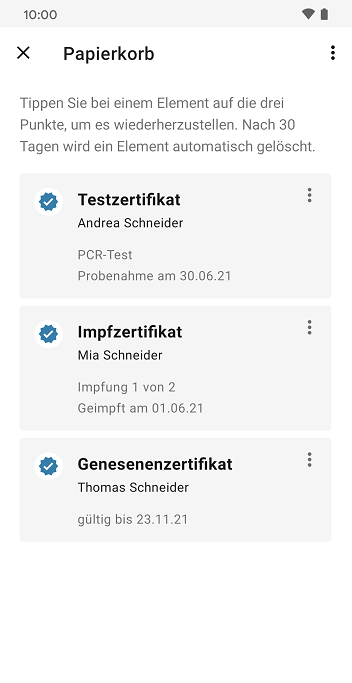 10:00
Papierkorb
Tippen Sie bei einem Element auf die drei
Punkte, um es wiederherzustellen. Nach 30
Tagen wird ein Element automatisch gelöscht.
Testzertifikat
Andrea Schneider
PCR-Test
Probenahme am 30.06.21
Impfzertifikat
Mia Schneider
Impfung 1 von 2
Geimpft am 01.06.21
Genesenenzertifikat
Thomas Schneider
gültig bis 23.11.21